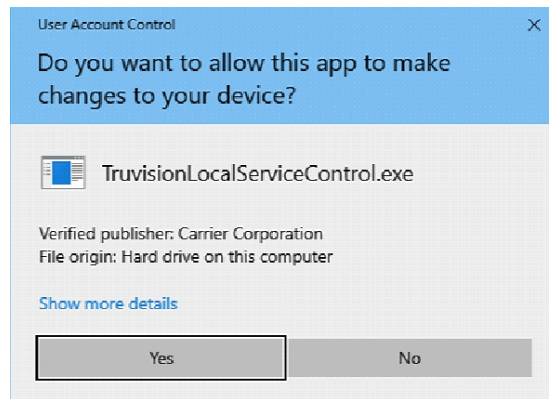 User Account Control
Do you want to allow this app to make
changes to your device?
TruvisionLocalServiceControl.exe
Verified publisher: Carrier Corporation
File origin: Hard drive on this computer
Show more details
Yes
No